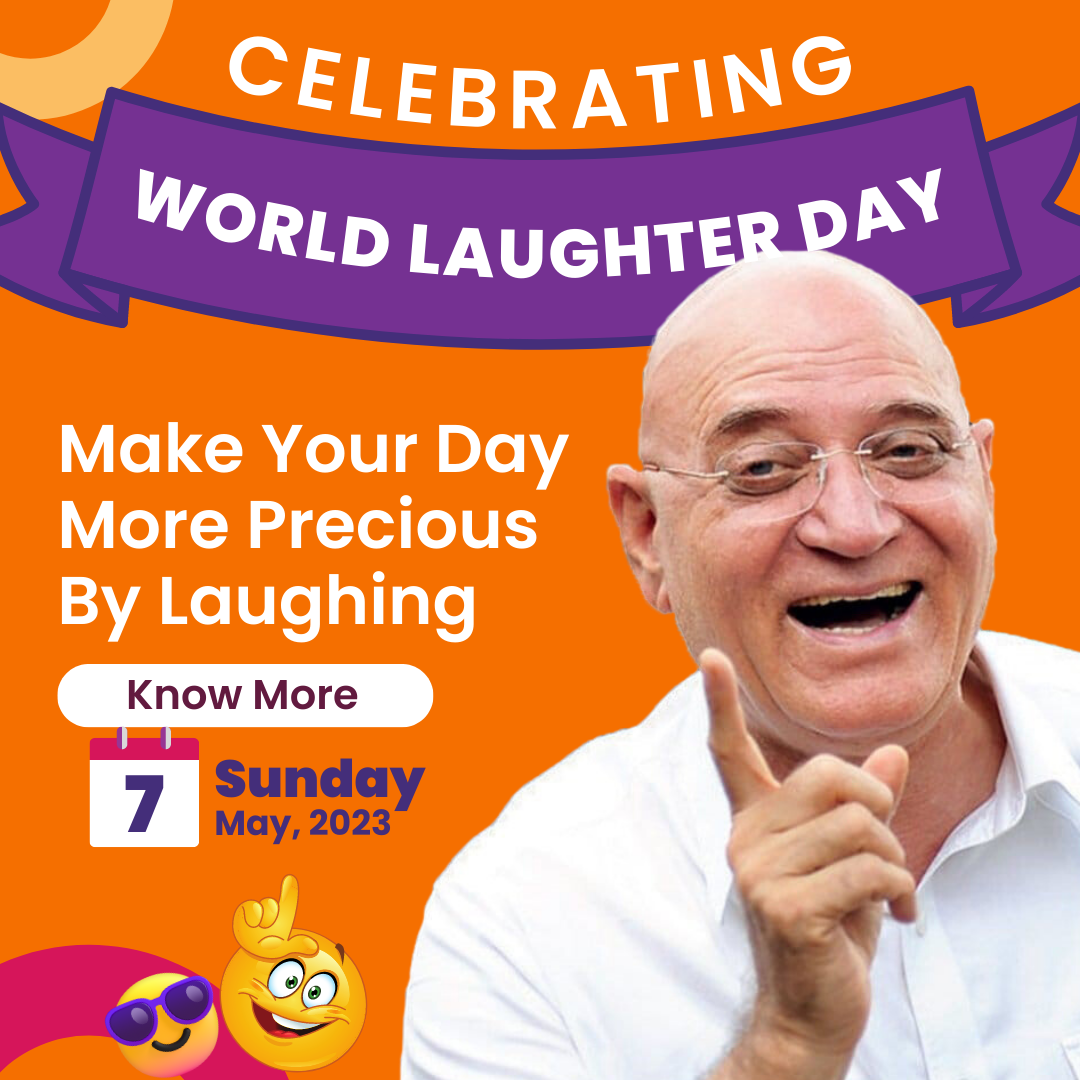 CELEBRATING
WORLD LAUGHTER DAY
Make Your Day
More Precious
By Laughing
Know More
7
Sunday
May, 2023